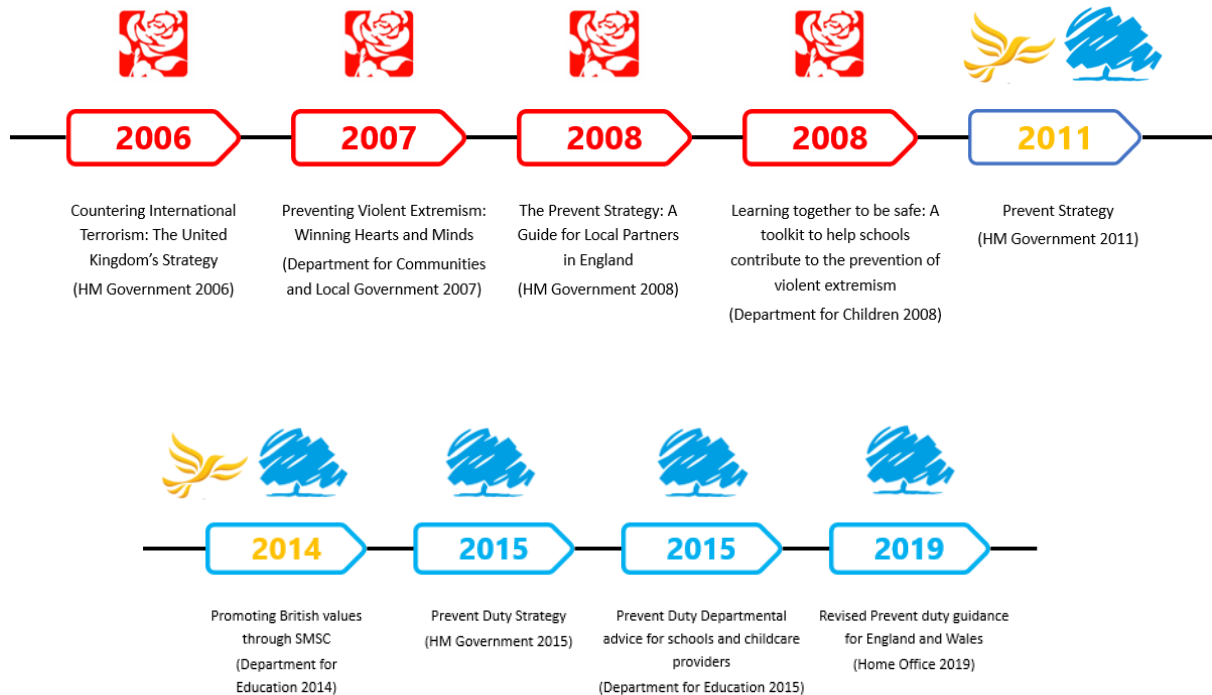 2006
2007
2008
2008
2011
Countering International
Terrorism: The United
Kingdom’s Strategy
(HM Government 2006)
Preventing Violent Extremism:
Winning Hearts and Minds
(Department for Communities
and Local Government 2007)
The Prevent Strategy: A
Guide for Local Partners
in England
(HM Government 2008)
Learning together to be safe: A
toolkit to help schools
contribute to the prevention of
violent extremism
(Department for Children 2008)
Prevent Strategy
(HM Government 2011)
2014
2015
2015
2019
Promoting British values
through SMSC
(Department for
Education 2014)
Prevent Duty Strategy
(HM Government 2015)
Prevent Duty Departmental
advice for schools and childcare
providers
(Department for Education 2015)
Revised Prevent duty guidance
for England and Wales
(Home Office 2019)